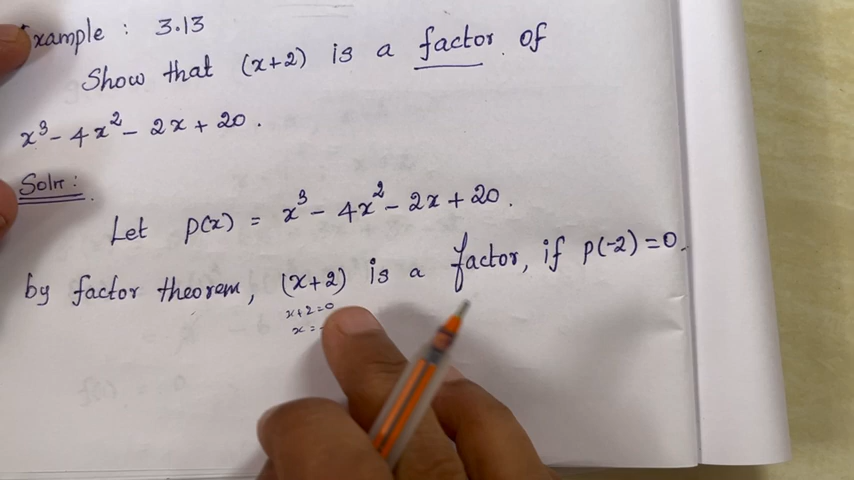 xample : 3.13
Show that (x+2) is a factor of
x³ - 4x² - 2x + 20.
Soln:
Let p(x) = x³ - 4x² - 2x + 20.
by factor theorem, (x+2) is a factor, if p(-2) = 0.
x+2=0
x = -